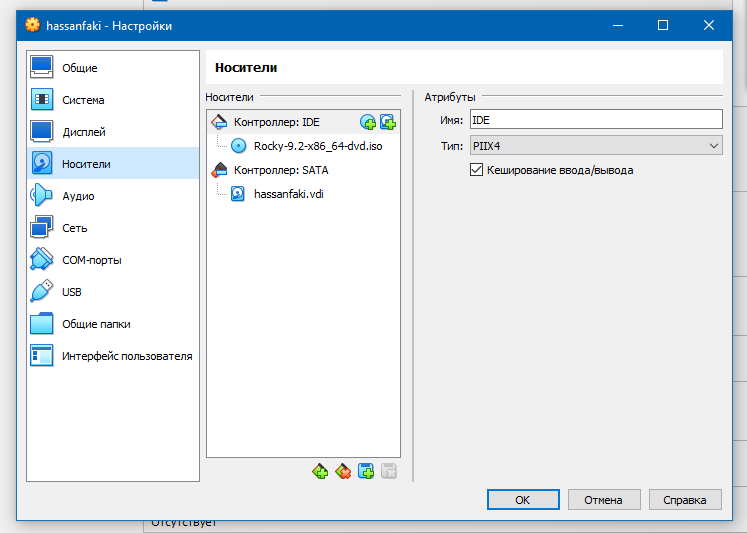 hassanfaki - Настройки
Общие
Система
Дисплей
Носители
Аудио
Сеть
COM-порты
USB
Общие папки
Интерфейс пользователя
Носители
Носители
Контроллер: IDE
Rocky-9.2-x86_64-dvd.iso
Контроллер: SATA
hassanfaki.vdi
Атрибуты
Имя: IDE
Тип: PIIX4
Кеширование ввода/вывода
OK
Отмена
Справка
Отсутствует